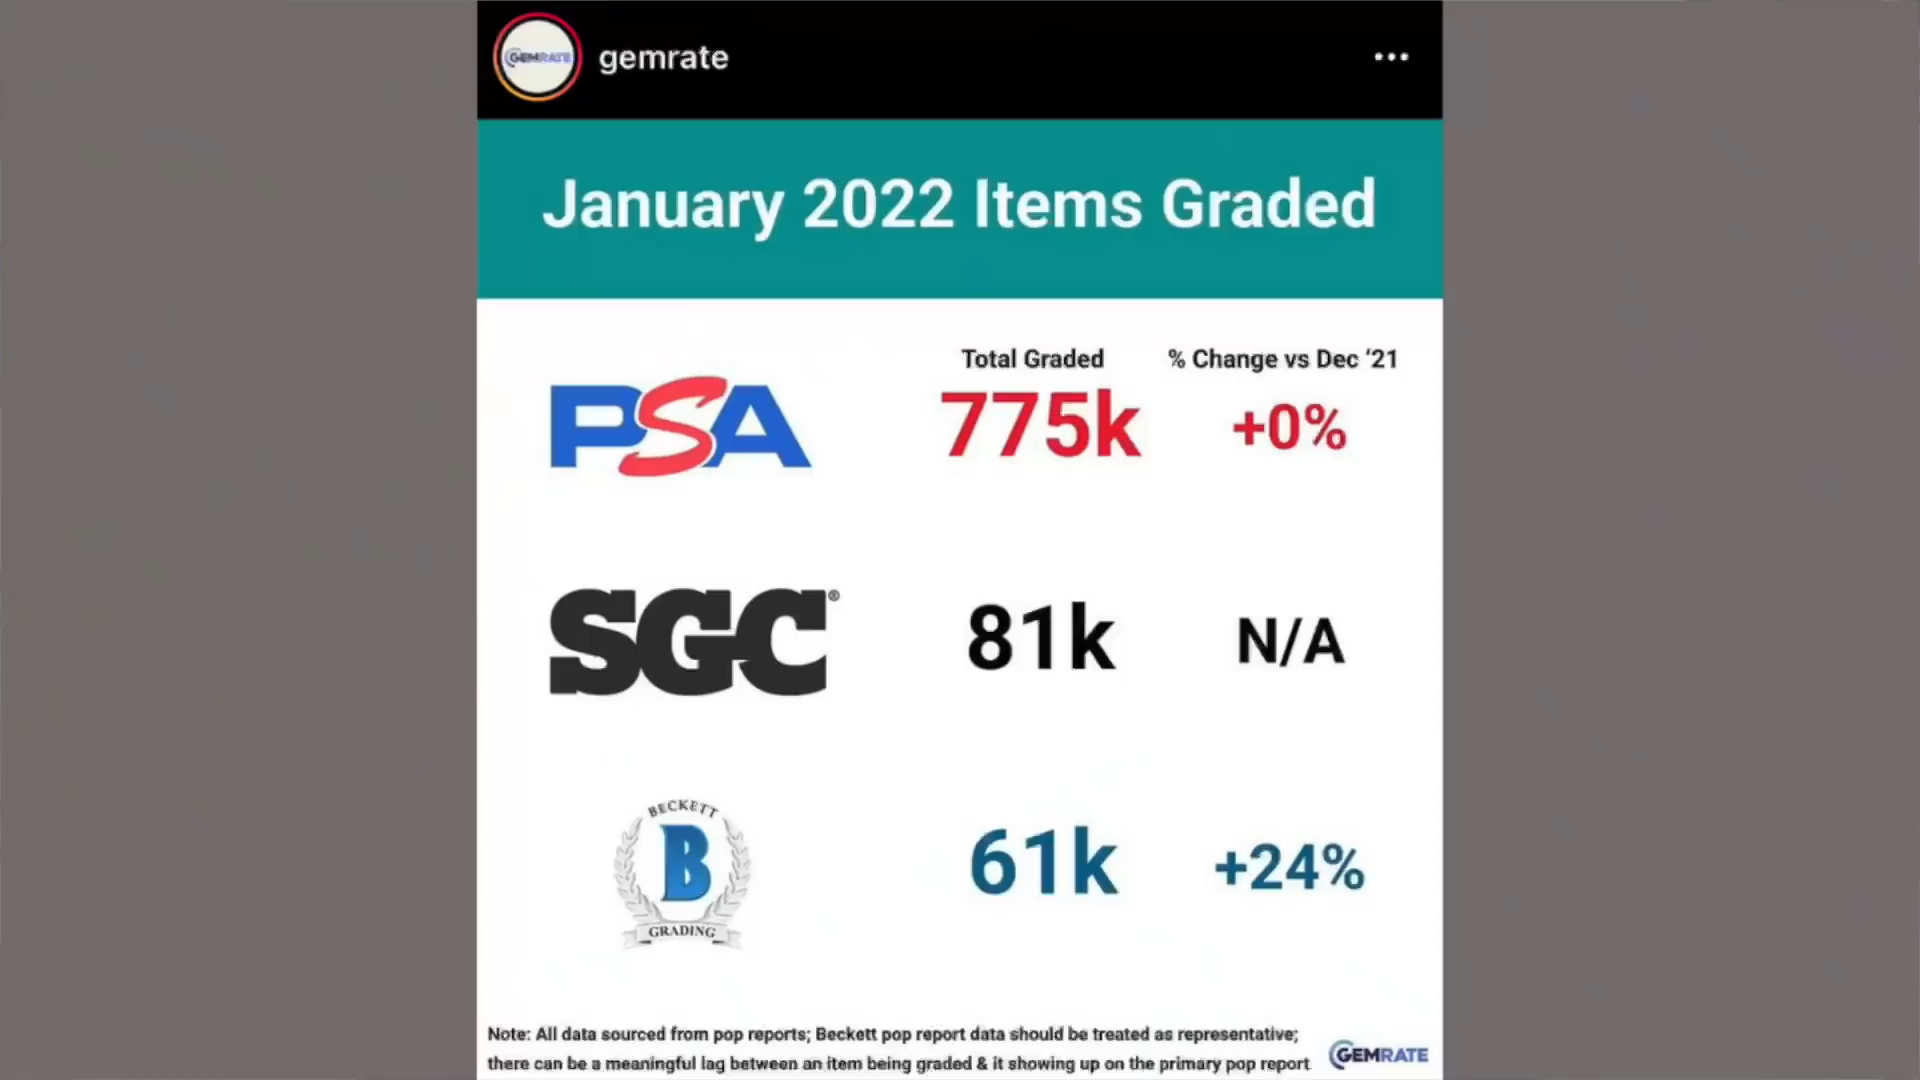 GEMRATE
gemrate
January 2022 Items Graded
Total Graded
% Change vs Dec ‘21
PSA
775k
+0%
SGC®
81k
N/A
BECKETT
B
GRADING
61k
+24%
Note: All data sourced from pop reports; Beckett pop report data should be treated as representative;
there can be a meaningful lag between an item being graded & it showing up on the primary pop report
GEMRATE